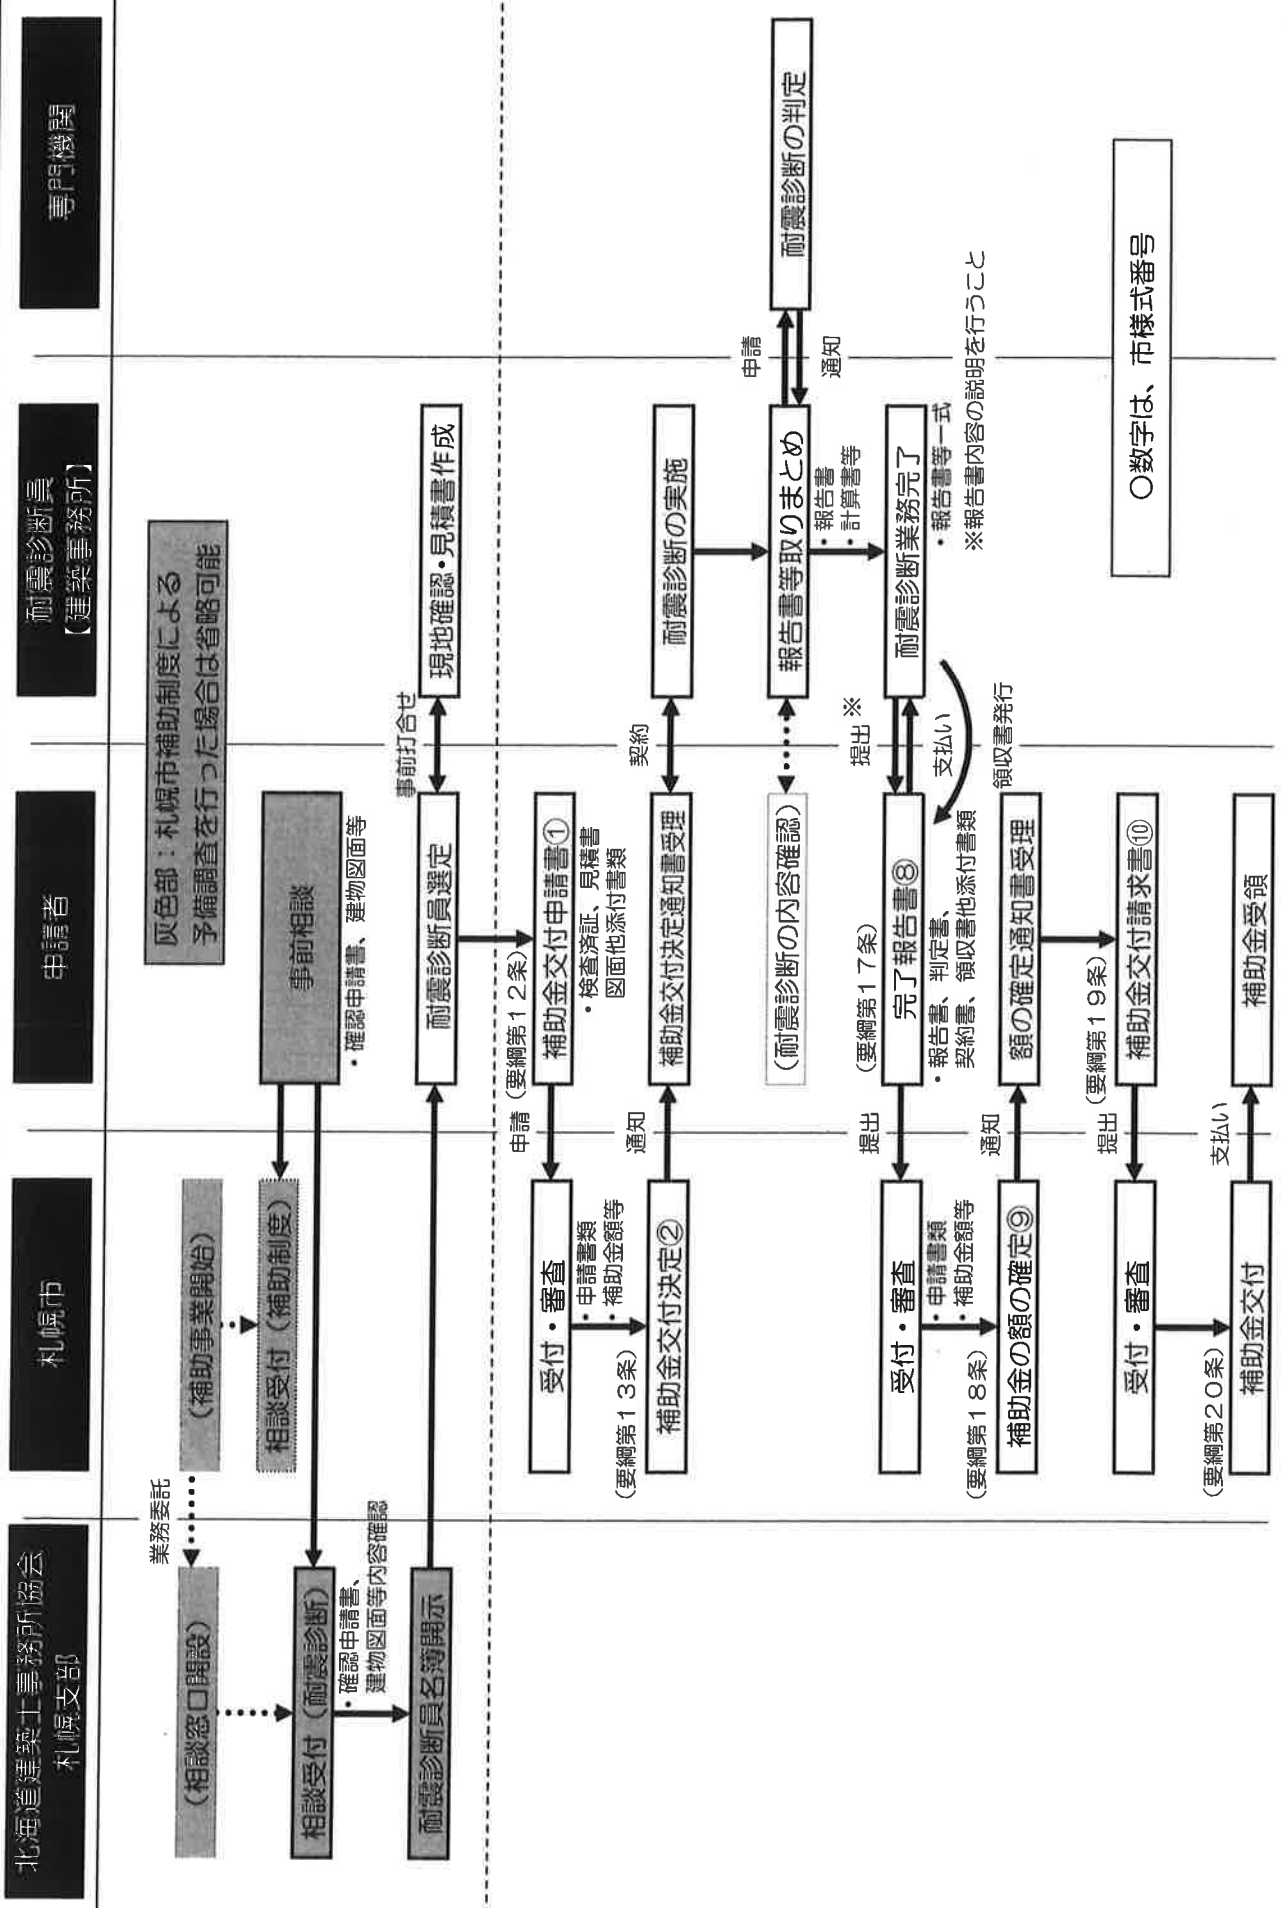 北海道建築士事務所協会
札幌支部
札幌市
申請者
耐震診断員
【建築事務所】
専門機関
灰色部：札幌市補助制度による
予備調査を行った場合は省略可能
業務委託
（相談窓口開設）
（補助事業開始）
相談受付（補助制度）
事前相談
・確認申請書、建物図面等
相談受付（耐震診断）
・確認申請書、
建物図面等内容確認
耐震診断員名簿開示
耐震診断員選定
事前打合せ
現地確認・見積書作成
（要綱第１２条）
申請
補助金交付申請書①
・検査済証、見積書
図面他添付書類
受付・審査
・申請書類
・補助金額等
（要綱第１３条）
通知
補助金交付決定②
補助金交付決定通知書受理
契約
耐震診断の実施
（耐震診断の内容確認）
報告書等取りまとめ
申請
通知
耐震診断の判定
・報告書
・計算書等
提出※
（要綱第１７条）
提出
受付・審査
完了報告書⑧
耐震診断業務完了
・報告書等一式
※報告書内容の説明を行うこと
支払い
領収書発行
・報告書、判定書、
契約書、領収書他添付書類
・申請書類
・補助金額等
（要綱第１８条）
通知
補助金の額の確定⑨
額の確定通知書受理
（要綱第１９条）
提出
受付・審査
補助金交付請求書⑩
（要綱第２０条）
支払い
補助金交付
補助金受領
〇数字は、市様式番号